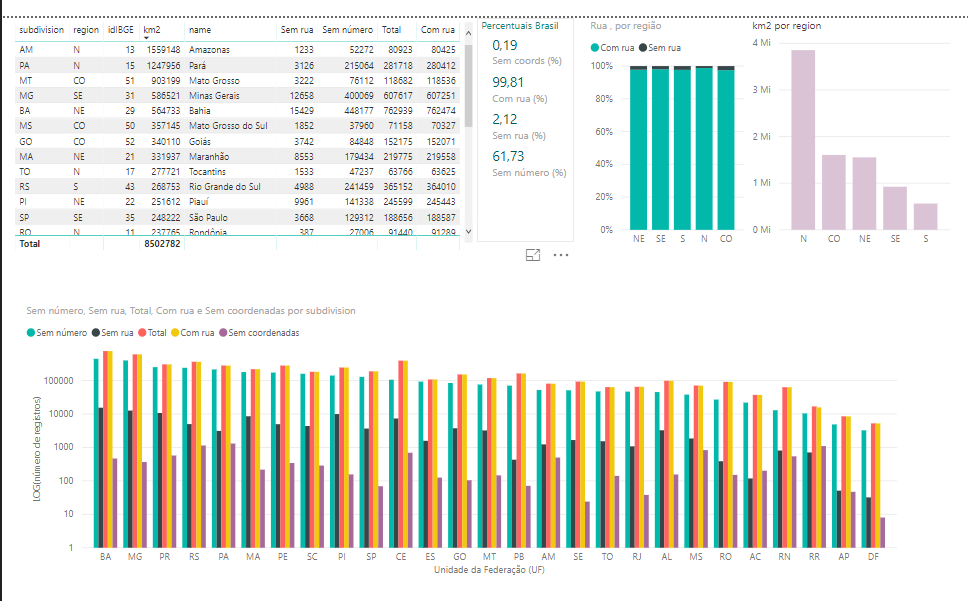 subdivision region IdIBGE km2 name Sem rua Sem número Total Com rua
AM N 13 1559148 Amazonas 1233 52272 80923 80425
PA N 15 1247956 Pará 3126 215064 281718 280412
MT CO 51 903199 Mato Grosso 3222 76112 118682 118536
MG SE 31 586521 Minas Gerais 12658 400069 607617 607251
BA NE 29 564733 Bahia 15429 448177 762939 762474
MS CO 50 357145 Mato Grosso do Sul 1852 37960 71158 70327
GO CO 52 340110 Goiás 3742 84848 152175 152071
MA NE 21 331937 Maranhão 8553 179434 219775 219558
TO N 17 277721 Tocantins 1533 47237 63766 63625
RS S 43 268753 Rio Grande do Sul 4988 241459 365152 364010
PI NE 22 251612 Piauí 9961 141338 245599 245443
SP SE 35 248222 São Paulo 3668 129312 188656 188587
RO N 11 237765 Rondônia 387 27006 91440 91289
Total 8502782
Percentuais Brasil
0,19
Sem coords (%)
99,81
Com rua (%)
2,12
Sem rua (%)
61,73
Sem número (%)
Rua , por região
Com rua Sem rua
100%
80%
60%
40%
20%
0%
NE SE S N CO
km2 por region
4 Mi
3 Mi
2 Mi
1 Mi
0 Mi
N CO NE SE S
Sem número, Sem rua, Total, Com rua e Sem coordenadas por subdivision
Sem número Sem rua Total Com rua Sem coordenadas
LOG(número de registros)
100000
10000
1000
100
10
1
BA MG PR RS PA MA PE SC PI SP CE ES GO MT PB AM SE TO RJ AL MS RO AC RN RR AP DF
Unidade da Federação (UF)